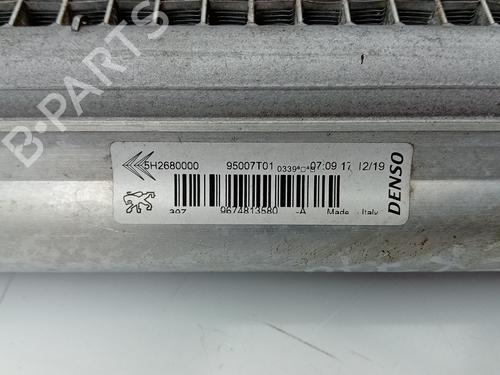 B-PARTS
5H2680000 95007T01 07:09 17/12/19
DENSO
307 9674813580 -A Made Italy